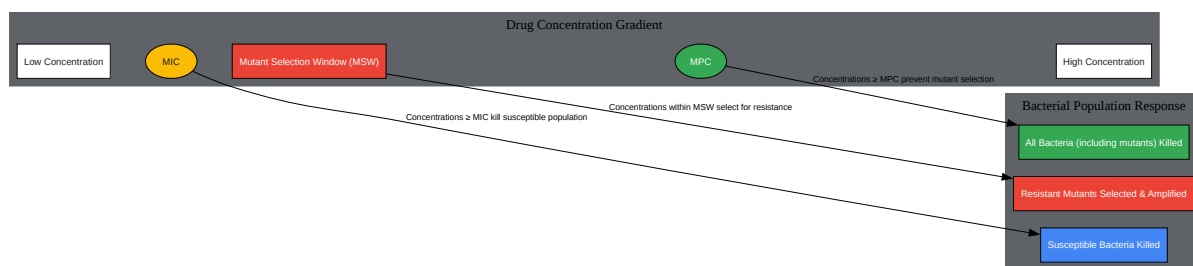 Drug Concentration Gradient
Low Concentration
MIC
Mutant Selection Window (MSW)
MPC
High Concentration
Concentrations ≥ MPC prevent mutant selection
Concentrations within MSW select for resistance
Concentrations ≥ MIC kill susceptible population
Bacterial Population Response
All Bacteria (including mutants) Killed
Resistant Mutants Selected & Amplified
Susceptible Bacteria Killed